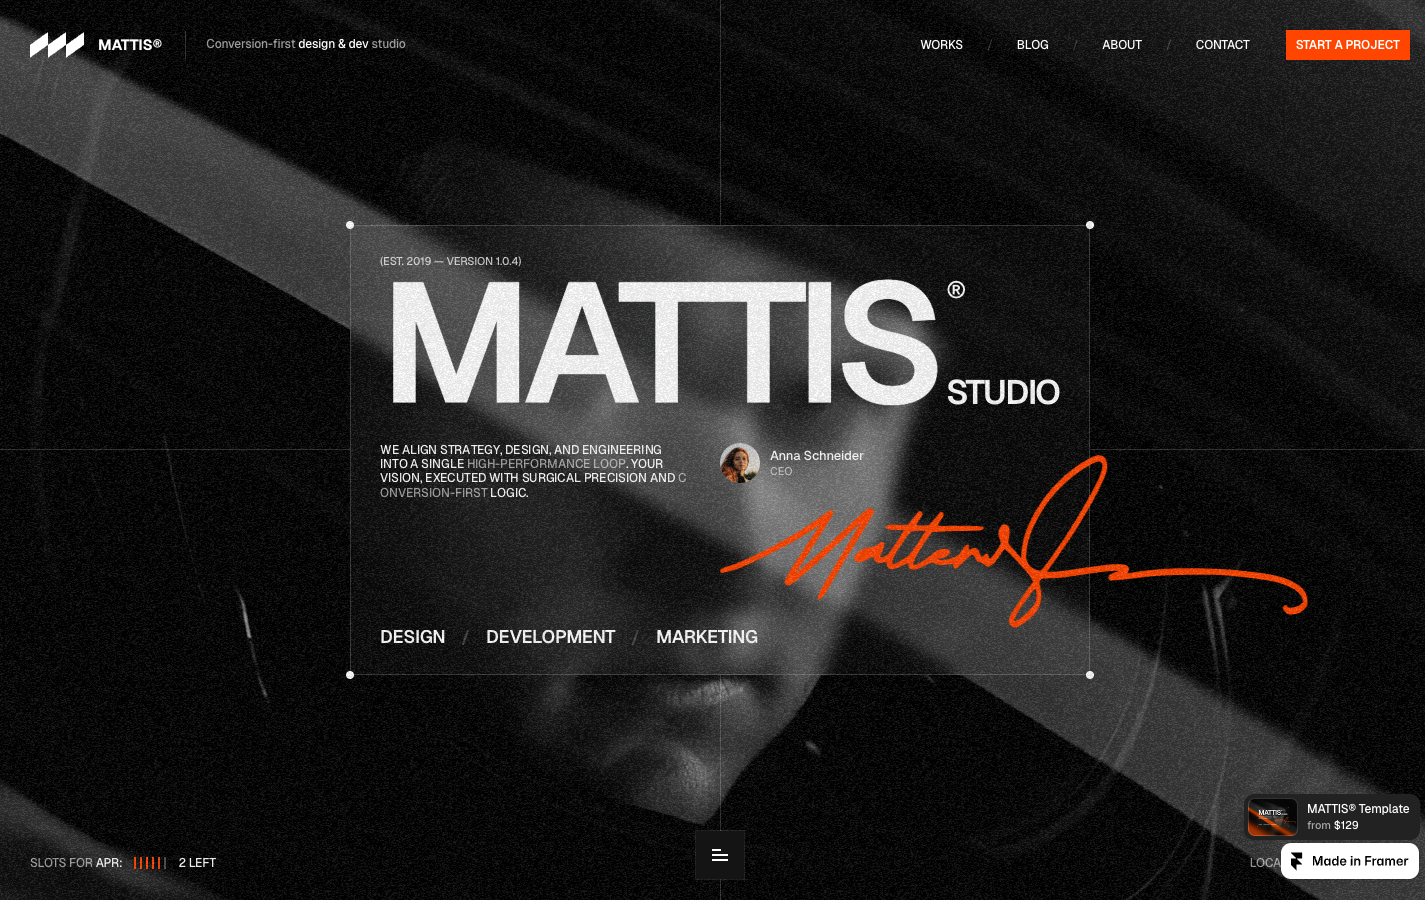 MATTIS®
Conversion-first design & dev studio
WORKS / BLOG / ABOUT / CONTACT
START A PROJECT
(EST. 2019 — VERSION 1.0.4)
MATTIS®
STUDIO
WE ALIGN STRATEGY, DESIGN, AND ENGINEERING
INTO A SINGLE HIGH-PERFORMANCE LOOP. YOUR
VISION, EXECUTED WITH SURGICAL PRECISION AND C
ONVERSION-FIRST LOGIC.
Anna Schneider
CEO
DESIGN / DEVELOPMENT / MARKETING
MATTIS® Template
from $129
SLOTS FOR APR:
2 LEFT
LOCA
Made in Framer